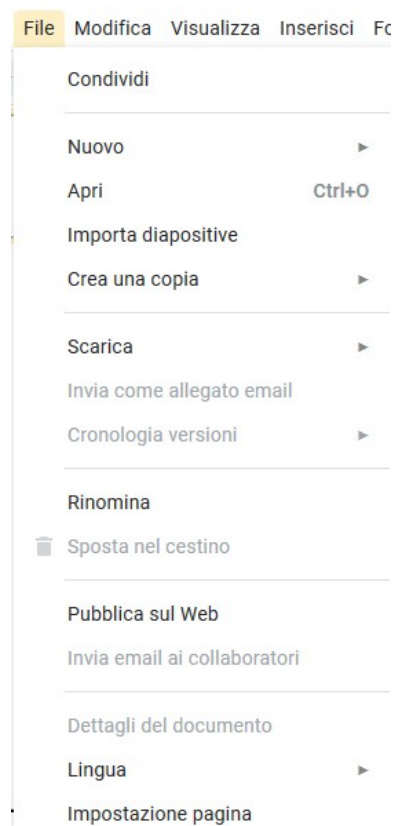 File Modifica Visualizza Inserisci Fo
Condividi
Nuovo
Apri Ctrl+O
Importa diapositive
Crea una copia
Scarica
Invia come allegato email
Cronologia versioni
Rinomina
Sposta nel cestino
Pubblica sul Web
Invia email ai collaboratori
Dettagli del documento
Lingua
Impostazione pagina